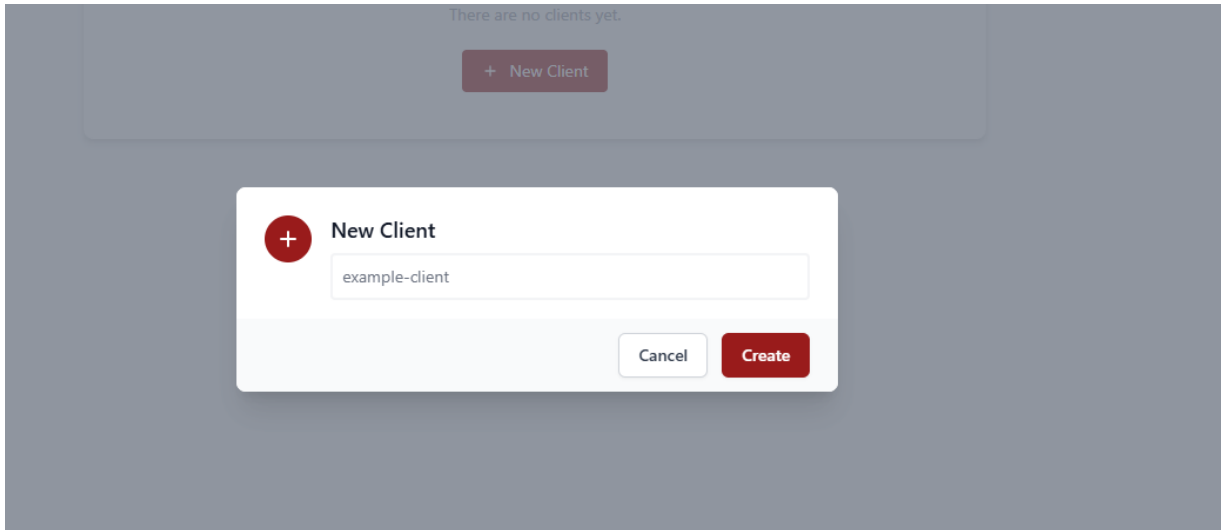 There are no clients yet.
+ New Client
New Client
example-client
Cancel
Create